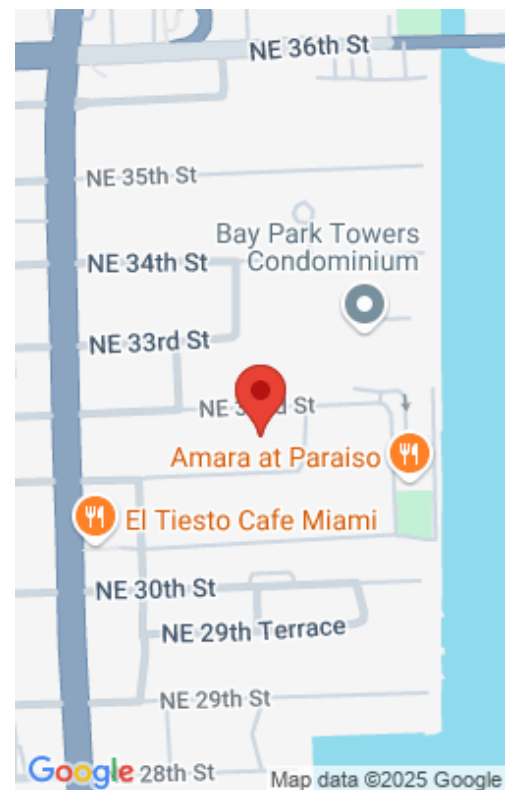 NE 36th St
NE 35th St
Bay Park Towers
Condominium
NE 34th St
NE 33rd St
NE St
Amara at Paraiso
El Tiesto Cafe Miami
NE 30th St
NE 29th Terrace
NE 29th St
28th St
Google
Map data ©2025 Google